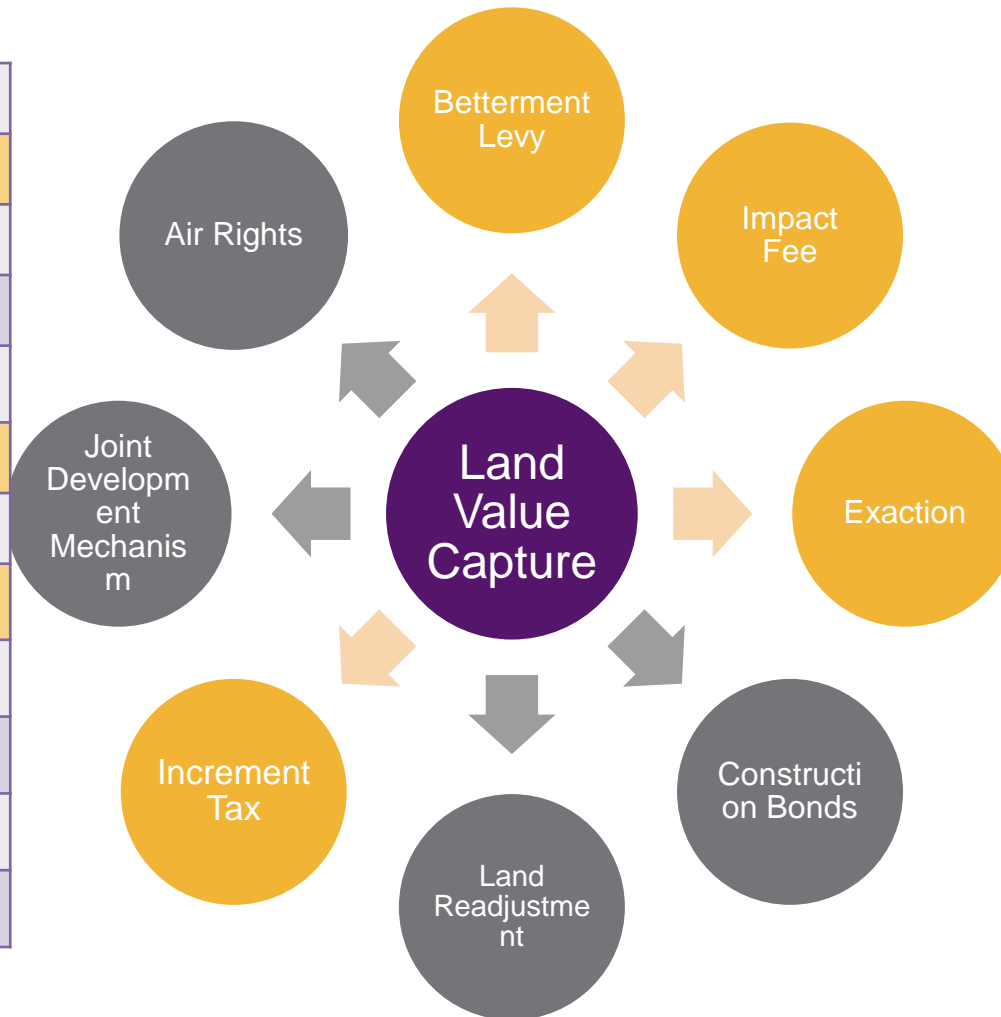 Betterment
Levy
Air Rights
Impact
Fee
Joint
Developm
ent
Mechanis
m
Land
Value
Capture
Exaction
Increment
Tax
Constructi
on Bonds
Land
Readjustme
nt